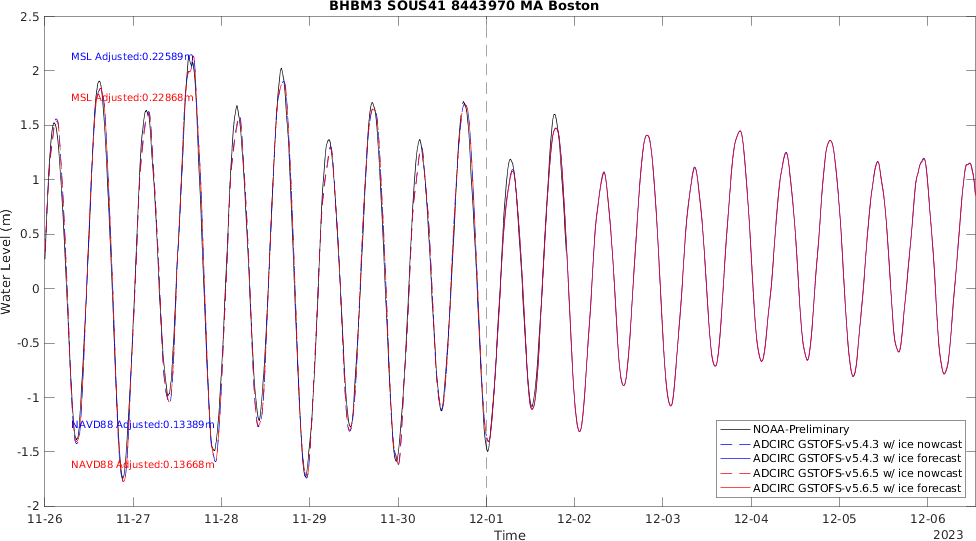 BHBM3 SOUS41 8443970 MA Boston
2.5
2
1.5
1
0.5
0
-0.5
-1
-1.5
-2
Water Level (m)
MSL Adjusted:0.22589m
MSL Adjusted:0.22868m
NAVD88 Adjusted:0.13389m
NAVD88 Adjusted:0.13668m
NOAA-Preliminary
ADCIRC GSTOFS-v5.4.3 w/ ice nowcast
ADCIRC GSTOFS-v5.4.3 w/ ice forecast
ADCIRC GSTOFS-v5.6.5 w/ ice nowcast
ADCIRC GSTOFS-v5.6.5 w/ ice forecast
11-26 11-27 11-28 11-29 11-30 12-01 12-02 12-03 12-04 12-05 12-06
Time
2023